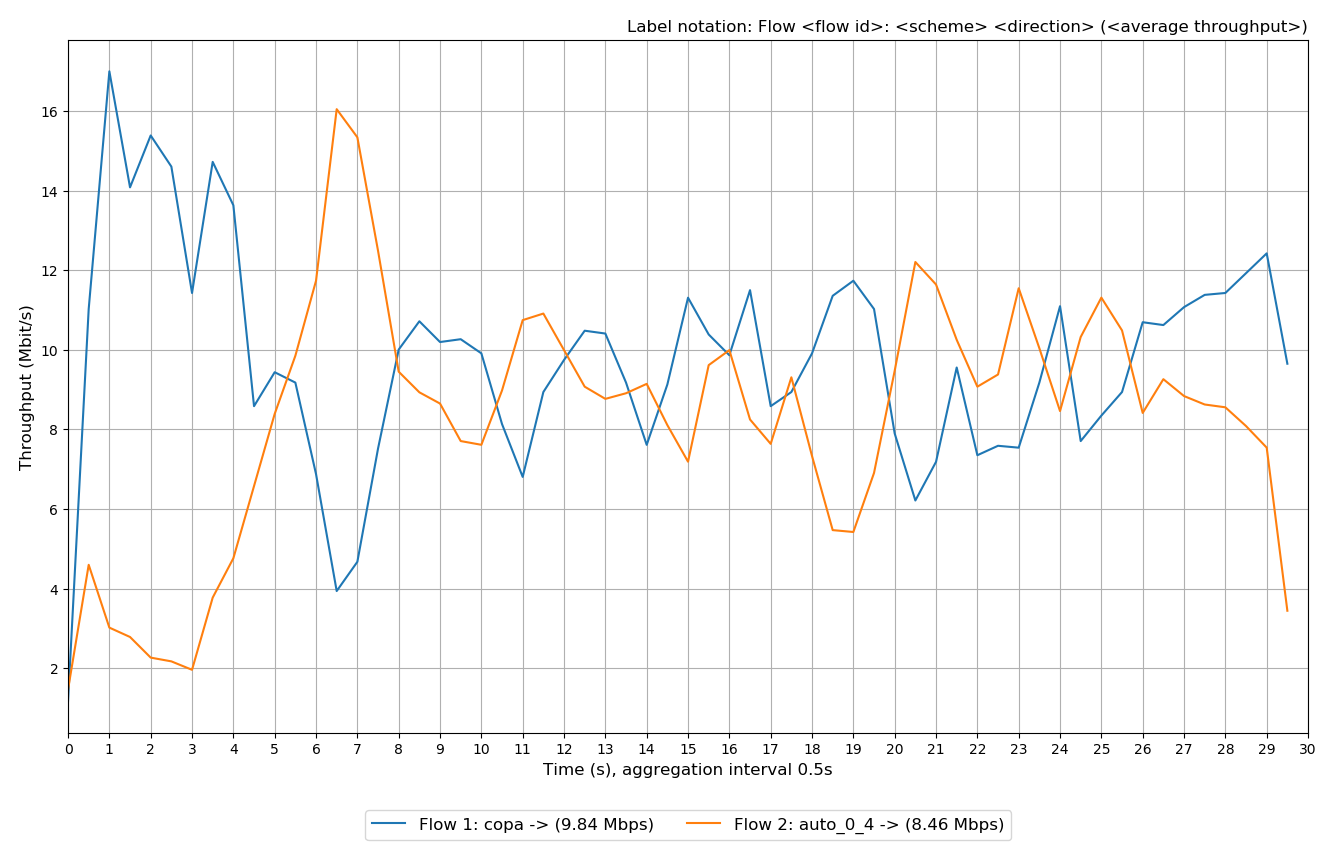 Label notation: Flow <flow id>: <scheme> <direction> (<average throughput>)
Throughput (Mbit/s)
16
14
12
10
8
6
4
2
0 1 2 3 4 5 6 7 8 9 10 11 12 13 14 15 16 17 18 19 20 21 22 23 24 25 26 27 28 29 30
Time (s), aggregation interval 0.5s
Flow 1: copa -> (9.84 Mbps) Flow 2: auto_0_4 -> (8.46 Mbps)